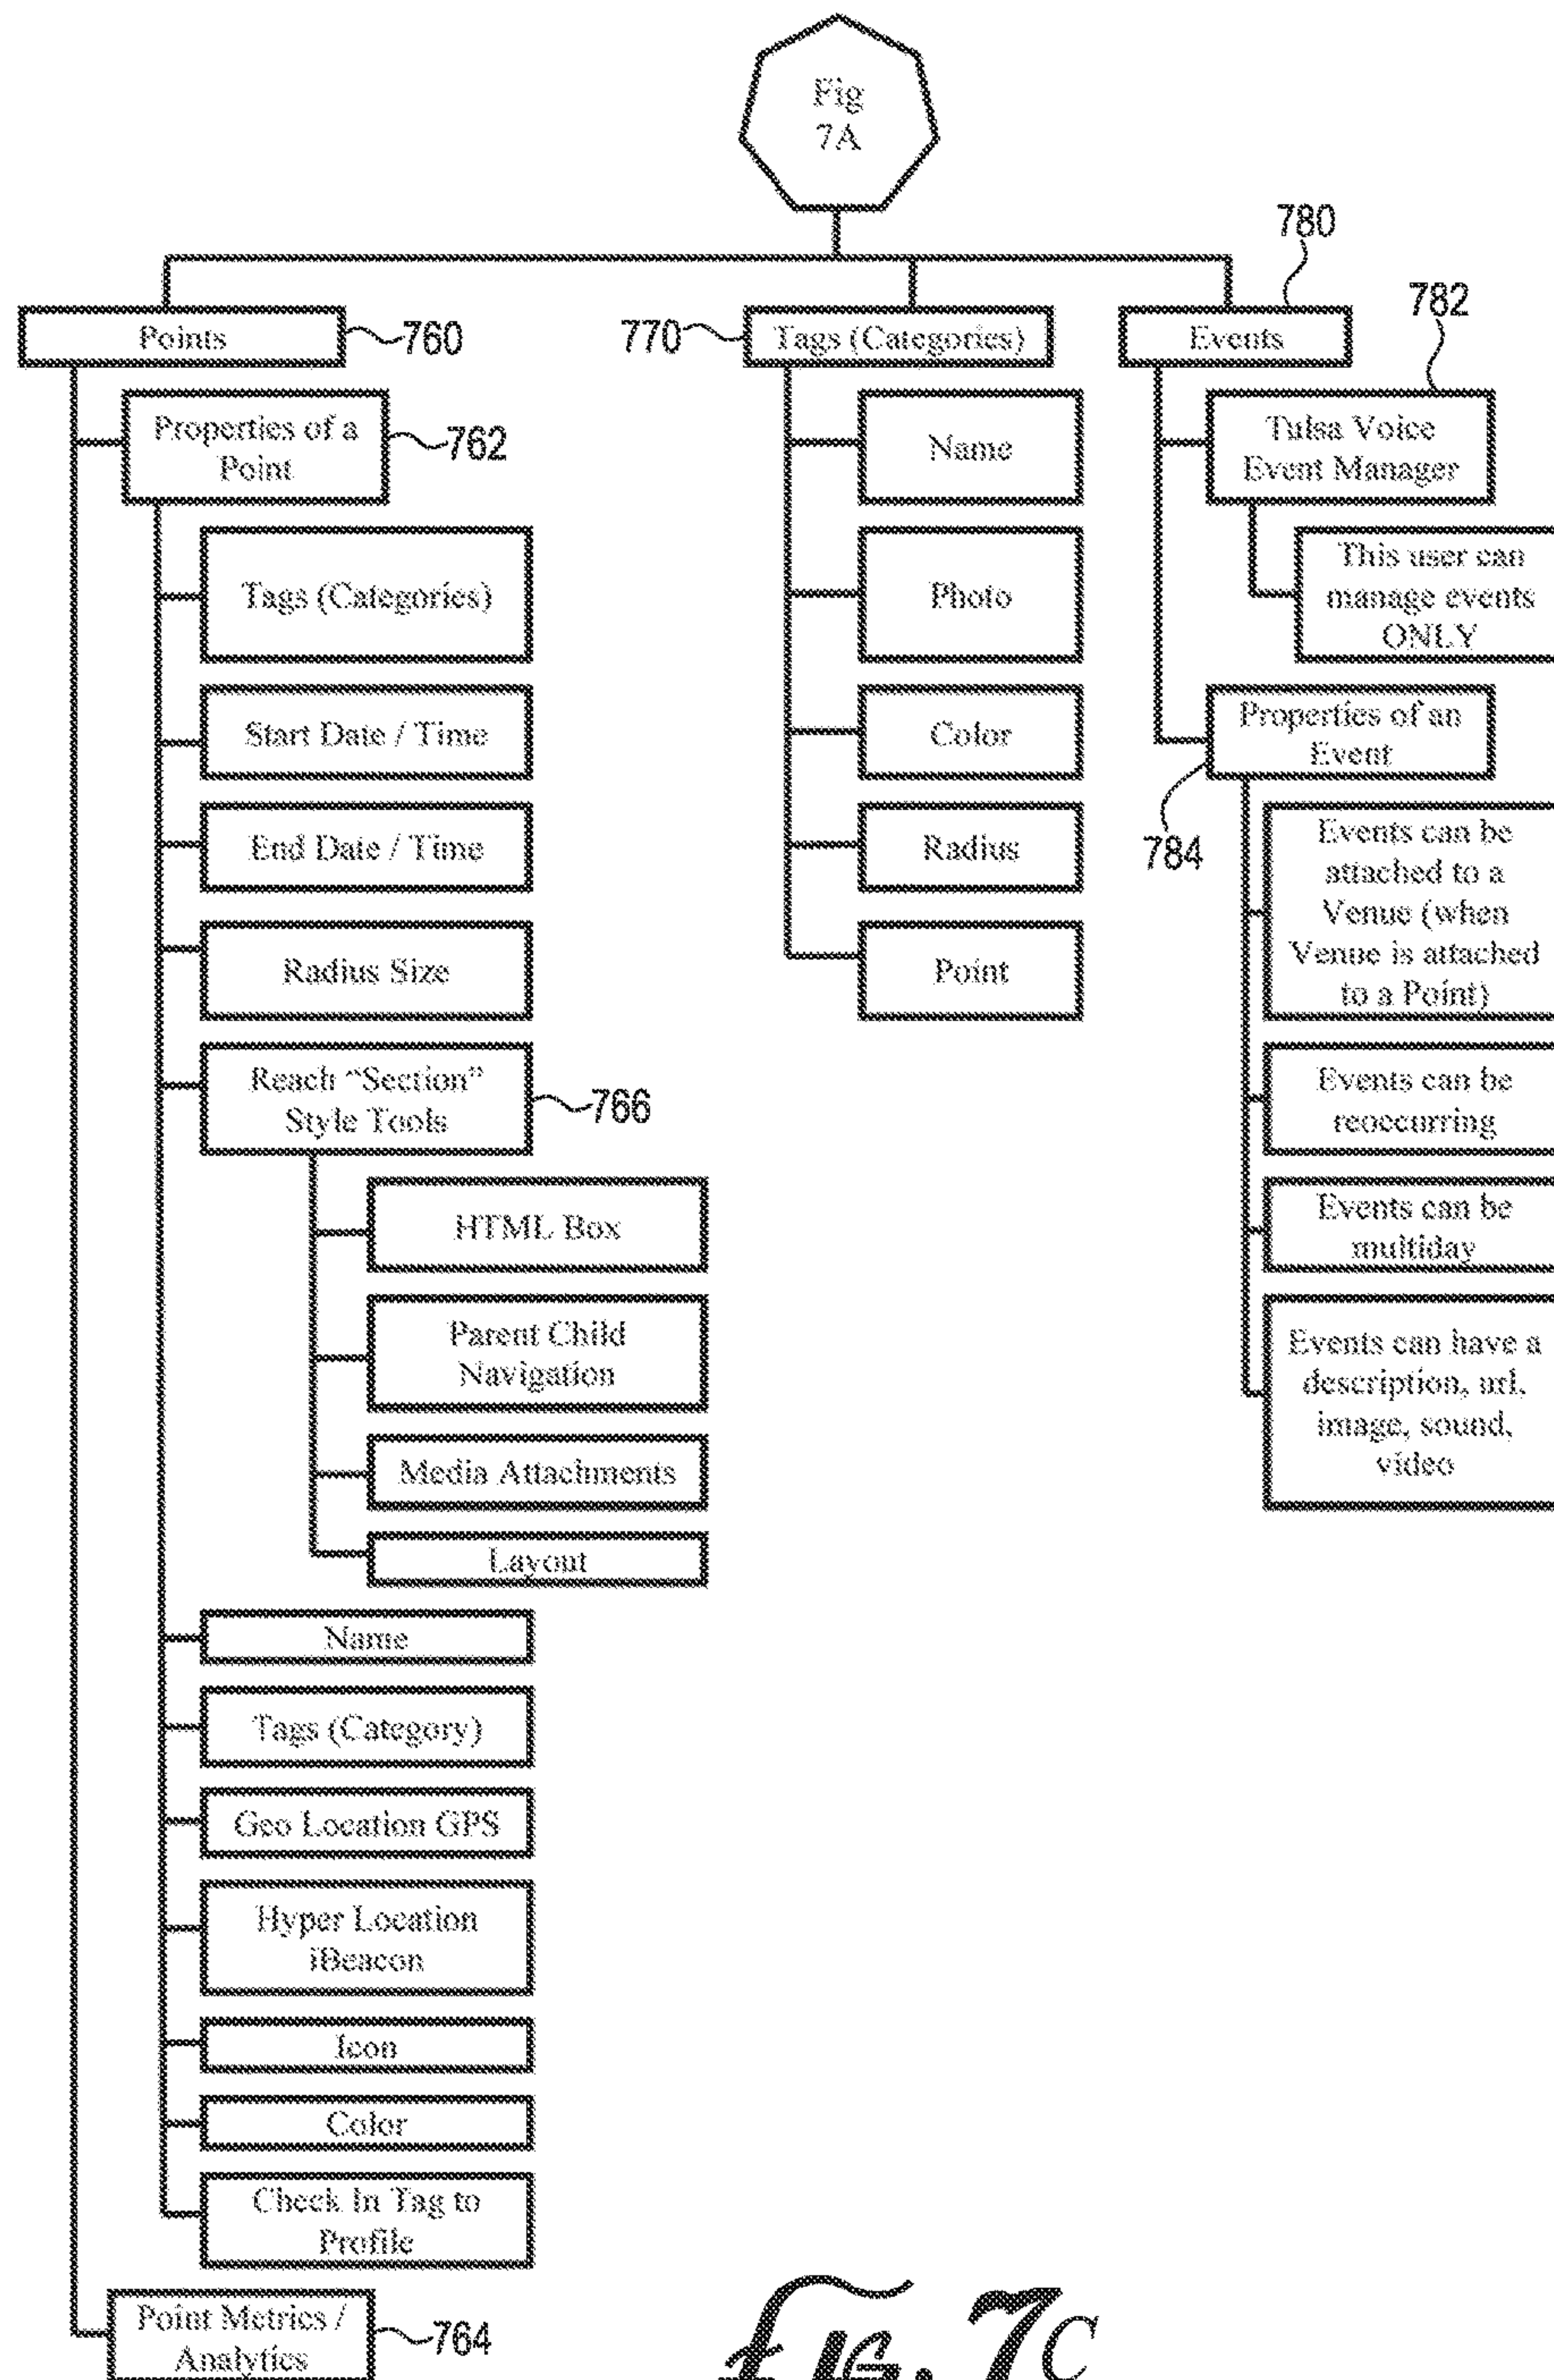 Fig
7A
780
782
Points
760
770
Tags (Categories)
Events
Properties of a
Point
762
Name
Tulsa Voice
Event Manager
Tags (Categories)
Photo
This user can
manage events
ONLY
Start Date / Time
Color
Properties of an
Event
784
End Date / Time
Radius
Events can be
attached to a
Venue (when
Venue is attached
to a Point)
Radius Size
Point
Reach “Section”
Style Tools
766
Events can be
reoccurring
HTML Box
Events can be
multiday
Parent Child
Navigation
Events can have a
description, url,
image, sound,
video
Media Attachments
Layout
Name
Tags (Category)
Geo Location GPS
Hyper Location
iBeacon
Icon
Color
Check In Tag to
Profile
Point Metrics /
Analytics
764
Fig. 7C